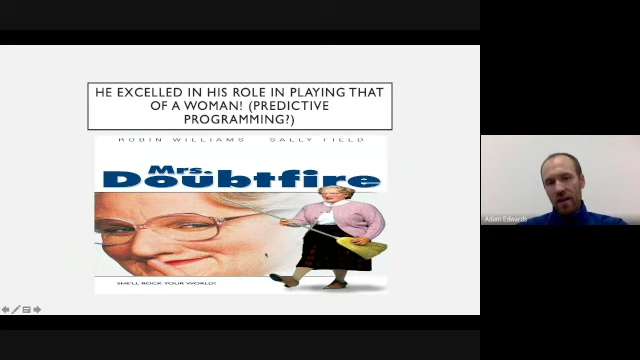 HE EXCELLED IN HIS ROLE IN PLAYING THAT
OF A WOMAN! (PREDICTIVE
PROGRAMMING?)
ROBIN WILLIAMS SALLY FIELD
Mrs.
Doubtfire
SHE'LL ROCK YOUR WORLD!
Adam Edwards